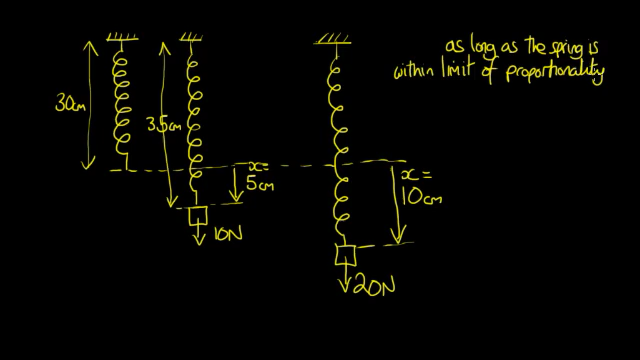 as long as the spring is
within limit of proportionality
30cm
35cm
x=
5cm
x=
10cm
10N
20N